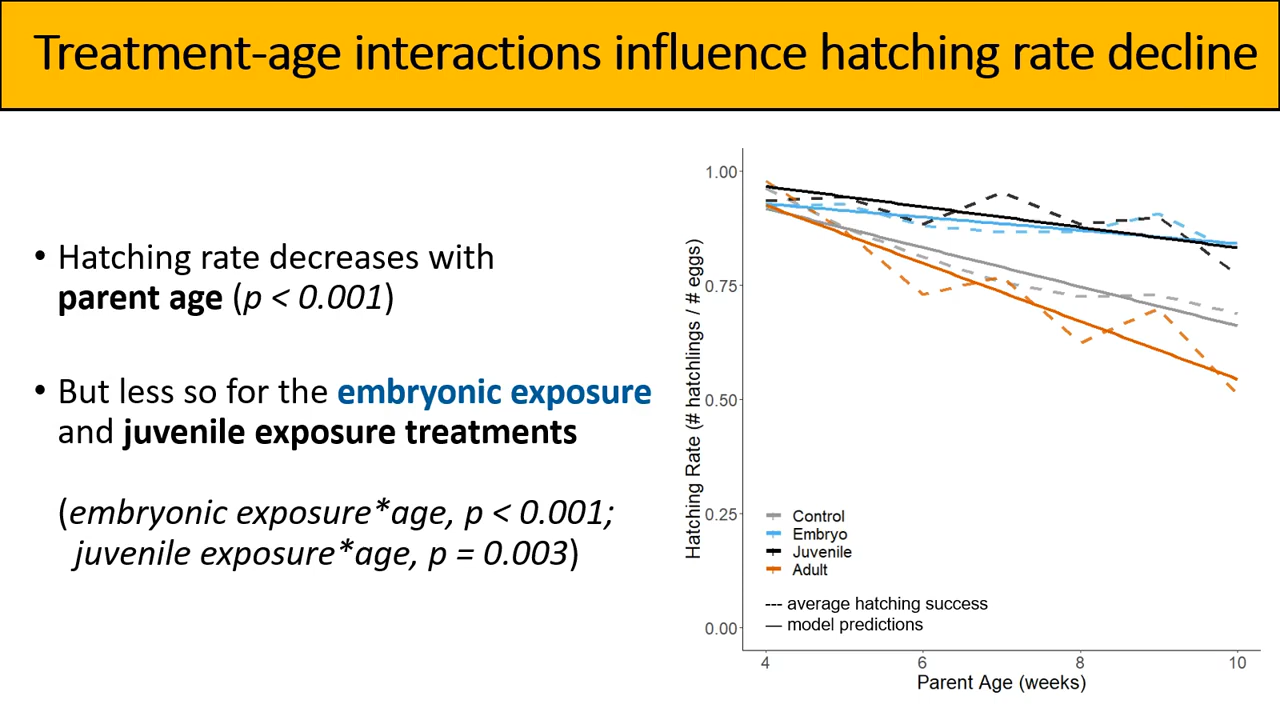 Treatment-age interactions influence hatching rate decline
• Hatching rate decreases with
parent age (p < 0.001)
• But less so for the embryonic exposure
and juvenile exposure treatments
(embryonic exposure*age, p < 0.001;
juvenile exposure*age, p = 0.003)
Hatching Rate (# hatchlings / # eggs)
1.00
0.75
0.50
0.25
0.00
Control
Embryo
Juvenile
Adult
--- average hatching success
— model predictions
4 6 8 10
Parent Age (weeks)